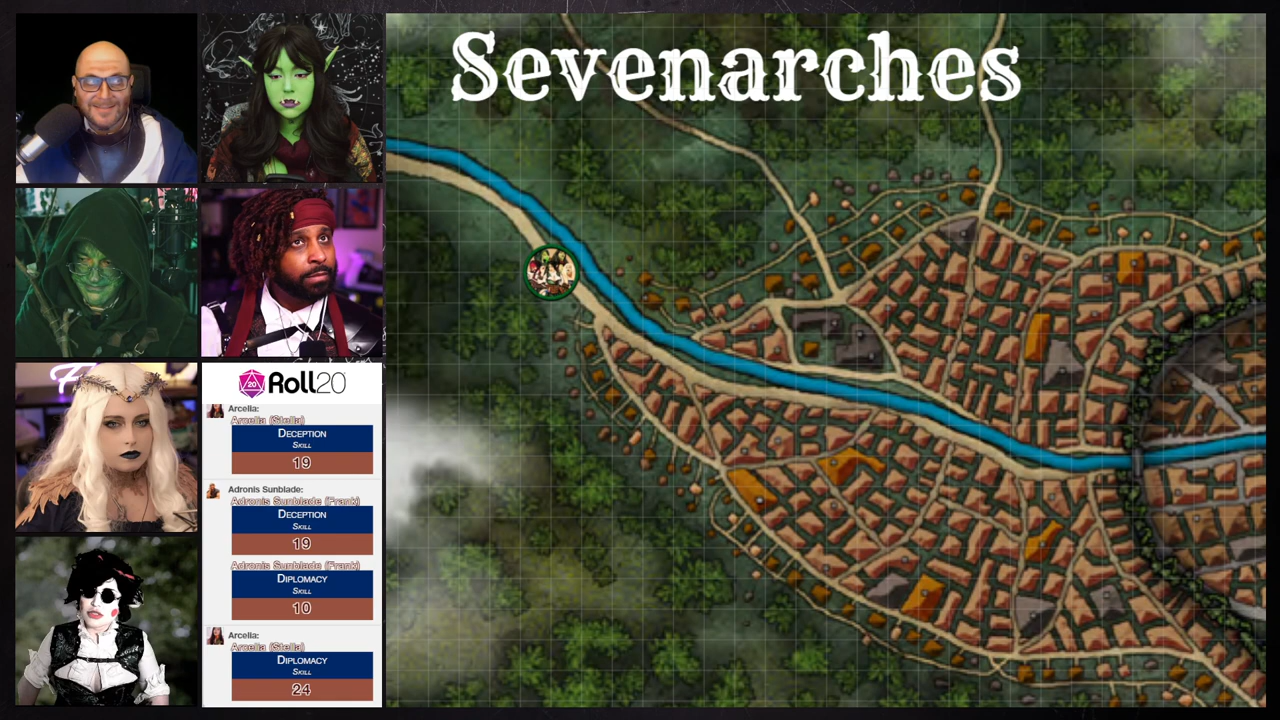 Sevenarches
20
Roll20
Arcelia:
Arcelia (Stella)
DECEPTION
SKILL
19
Adronis Sunblade:
Adronis Sunblade (Frank)
DECEPTION
SKILL
19
Adronis Sunblade (Frank)
DIPLOMACY
SKILL
10
Arcelia:
Arcelia (Stella)
DIPLOMACY
SKILL
24